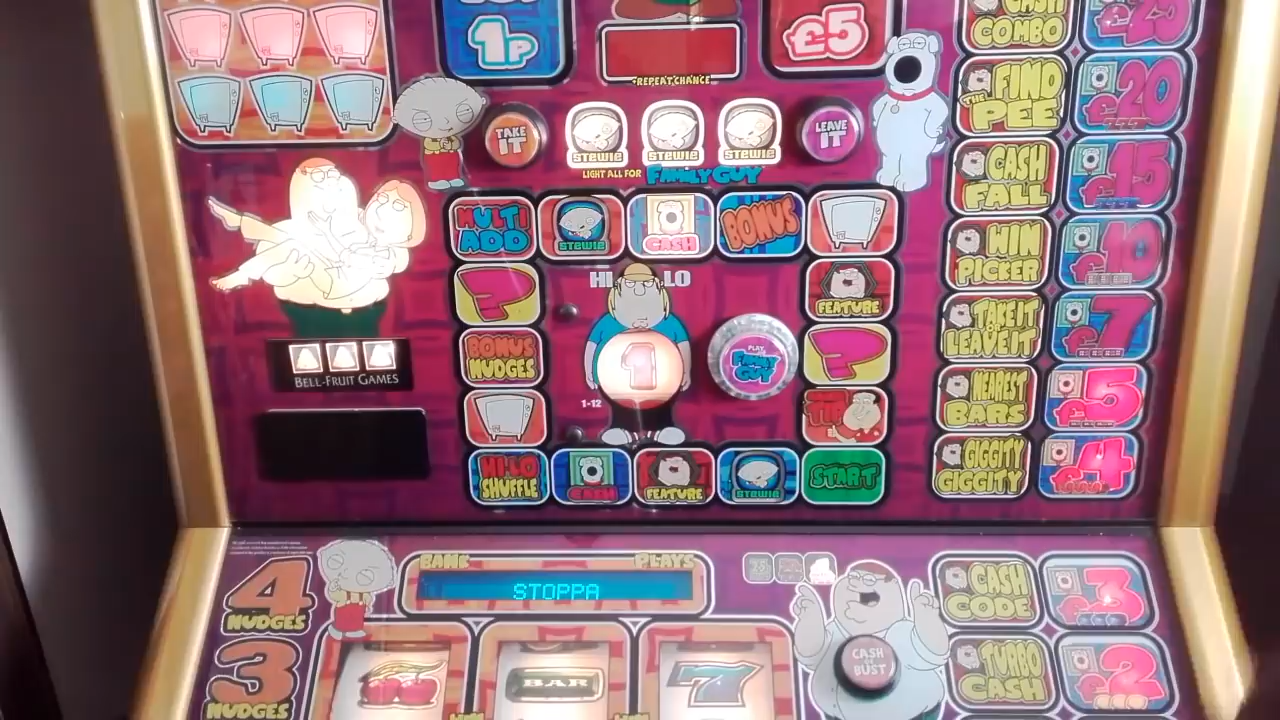 1P
£5
CASH
COMBO
£25
REPEAT CHANCE
TAKE
IT
STEWIE
STEWIE
STEWIE
LEAVE
IT
LIGHT ALL FOR FAMILY GUY
THE FIND
PEE
£20
CASH
FALL
£15
WIN
PICKER
£10
TAKE IT
OR
LEAVE IT
£7
NEAREST
BARS
£5
GIGGITY
GIGGITY
£4
MULTI
ADD
STEWIE
CASH
BONUS
HI LO
?
FEATURE
BONUS
NUDGES
1
PLAY
FAMILY
GUY
?
1-12
TIP
HI-LO
SHUFFLE
CASH
FEATURE
STEWIE
START
BELL-FRUIT GAMES
BANK
PLAYS
STOPPA
4
NUDGES
3
NUDGES
CASH
OR
BUST
BAR
7
CASH
CODE
£3
TURBO
CASH
£2